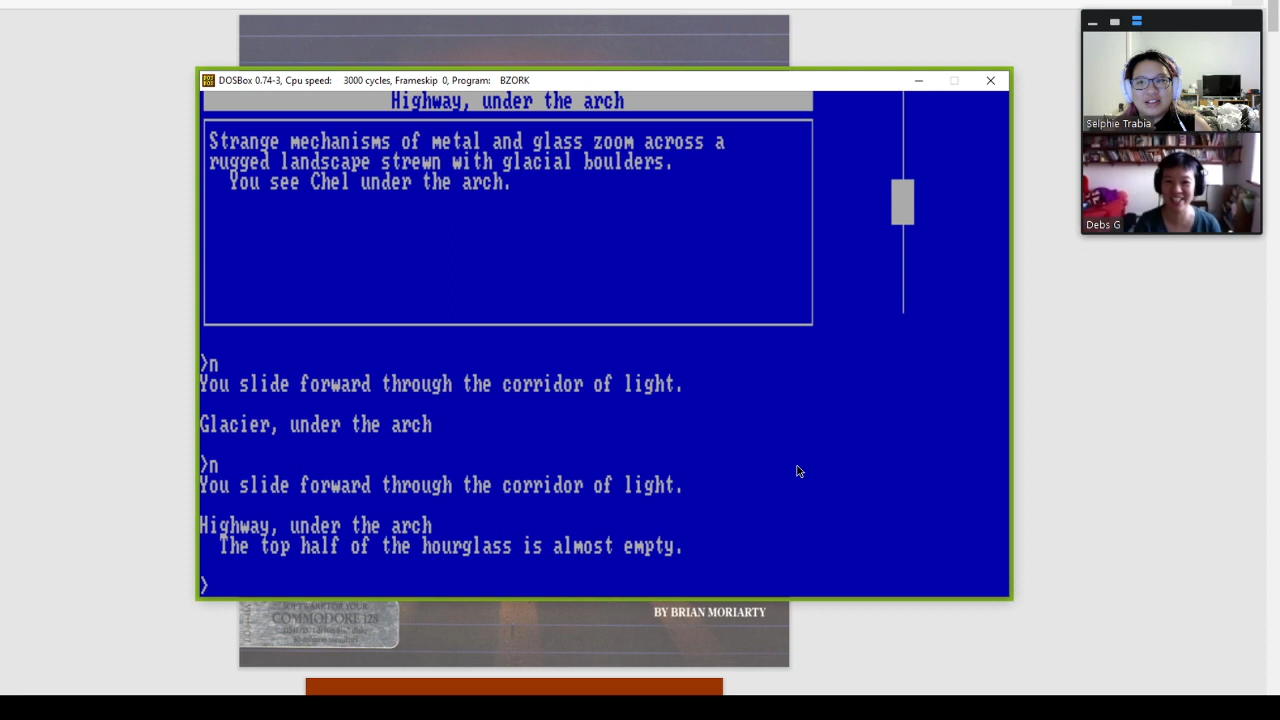 DOSBox 0.74-3, Cpu speed: 3000 cycles, Frameskip 0, Program: BZORK
Highway, under the arch
Strange mechanisms of metal and glass zoom across a
rugged landscape strewn with glacial boulders.
You see Chel under the arch.
>n
You slide forward through the corridor of light.
Glacier, under the arch
>n
You slide forward through the corridor of light.
Highway, under the arch
The top half of the hourglass is almost empty.
>
SOFTWARE FOR YOUR
COMMODORE 128
BY BRIAN MORIARTY
Selphie Trabia
Debs G